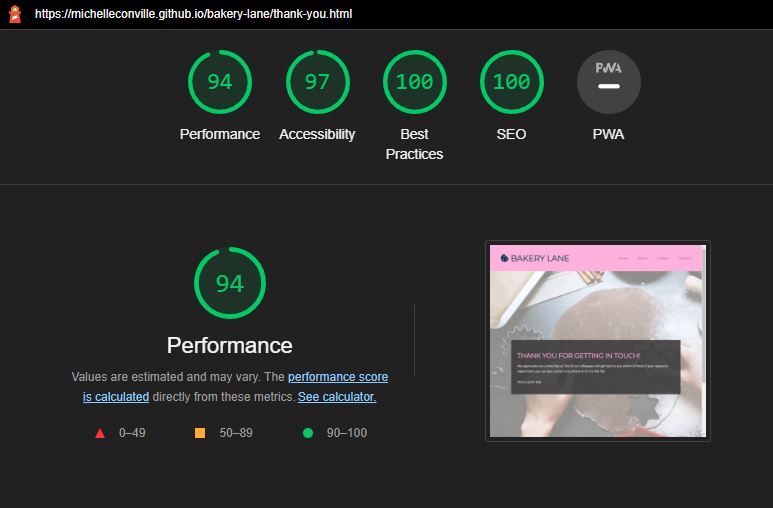 https://michelleconville.github.io/bakery-lane/thank-you.html
94
97
100
100
PWA
Performance
Accessibility
Best
Practices
SEO
PWA
94
Performance
Values are estimated and may vary. The performance score
is calculated directly from these metrics. See calculator.
0–49
50–89
90–100
BAKERY LANE
Home
About
Gallery
Contact
THANK YOU FOR GETTING IN TOUCH!